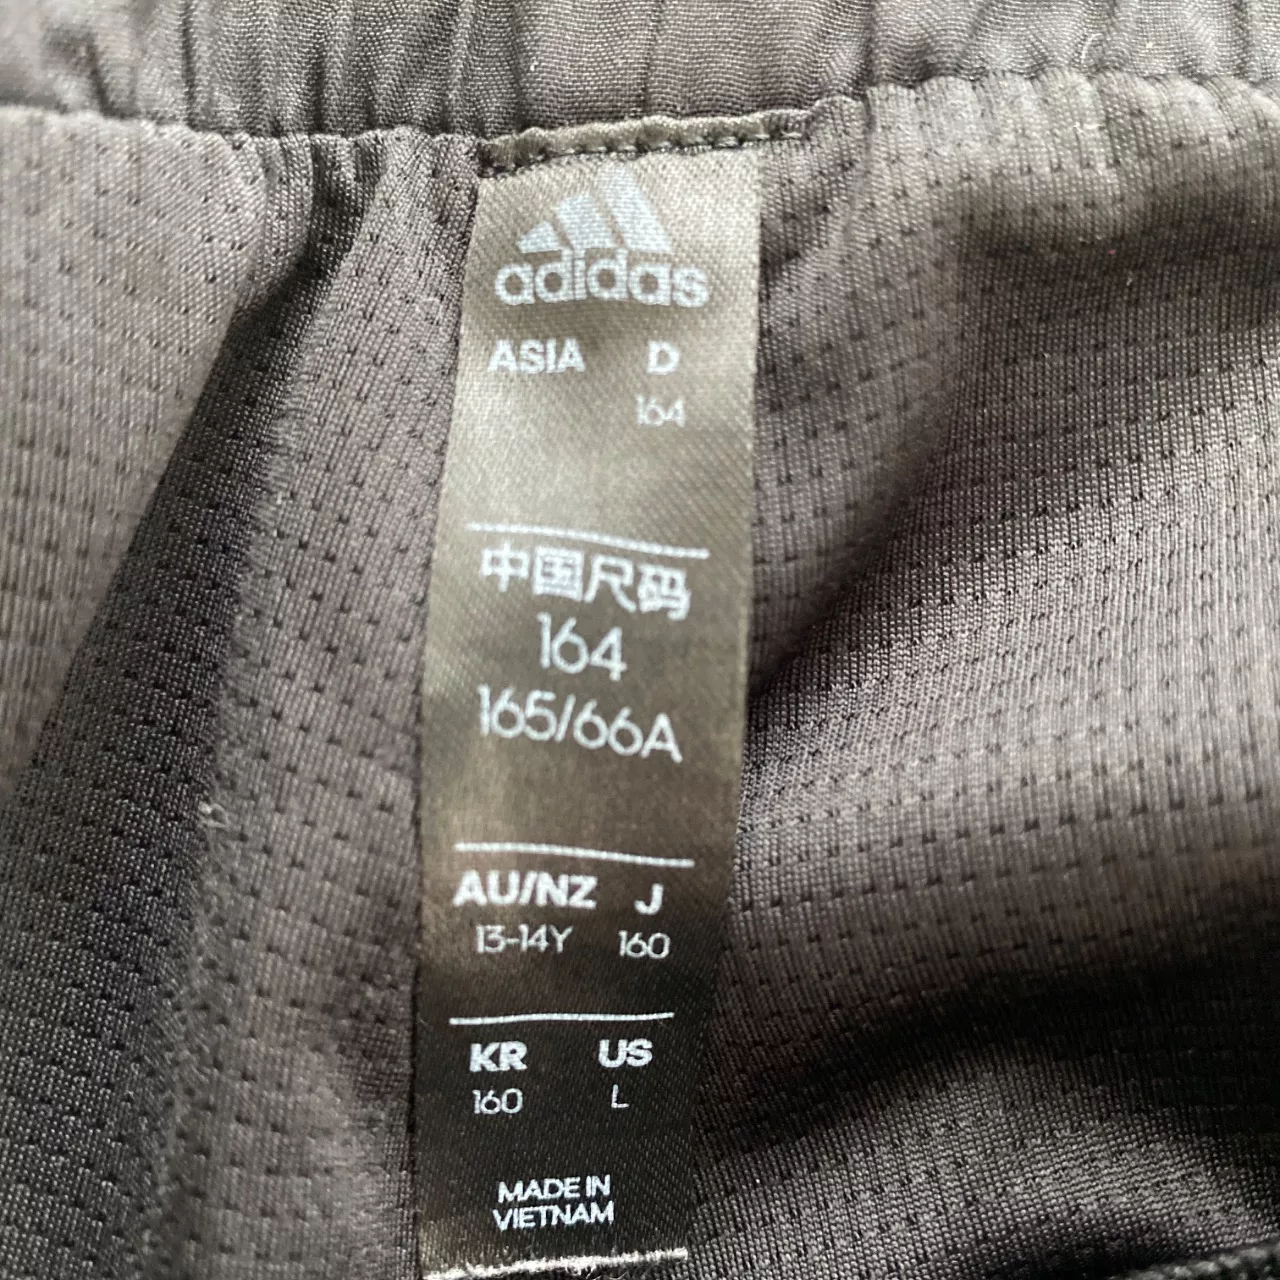 adidas
ASIA D
164
中国尺码
164
165/66A
AU/NZ J
13-14Y 160
KR US
160 L
MADE IN
VIETNAM